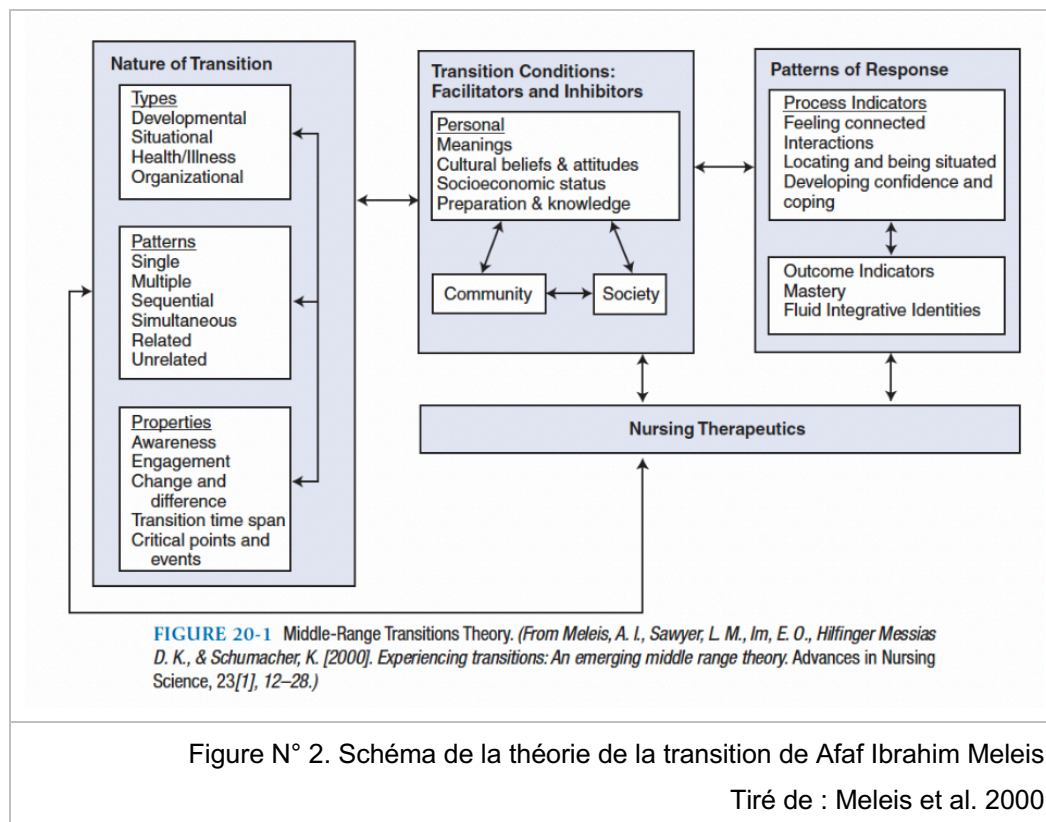 Nature of Transition
Types
Developmental
Situational
Health/Illness
Organizational
Patterns
Single
Multiple
Sequential
Simultaneous
Related
Unrelated
Properties
Awareness
Engagement
Change and
difference
Transition time span
Critical points and
events
Transition Conditions:
Facilitators and Inhibitors
Personal
Meanings
Cultural beliefs & attitudes
Socioeconomic status
Preparation & knowledge
Community
Society
Patterns of Response
Process Indicators
Feeling connected
Interactions
Locating and being situated
Developing confidence and
coping
Outcome Indicators
Mastery
Fluid Integrative Identities
Nursing Therapeutics
FIGURE 20-1 Middle-Range Transitions Theory. (From Meleis, A. I., Sawyer, L. M., Im, E. O., Hilfinger Messias
D. K., & Schumacher, K. [2000]. Experiencing transitions: An emerging middle range theory. Advances in Nursing
Science, 23[1], 12–28.)
Figure N° 2. Schéma de la théorie de la transition de Afaf Ibrahim Meleis
Tiré de : Meleis et al. 2000